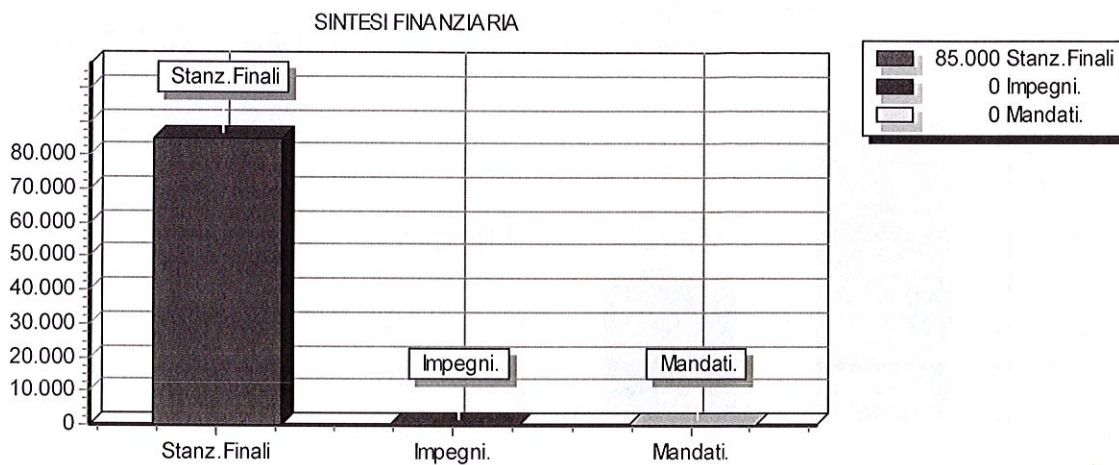 SINTESI FINANZIARIA
85.000 Stanz.Finali
0 Impegni.
0 Mandati.
Stanz.Finali
80.000
70.000
60.000
50.000
40.000
30.000
20.000
10.000
0
Impegni.
Mandati.
Stanz.Finali
Impegni.
Mandati.